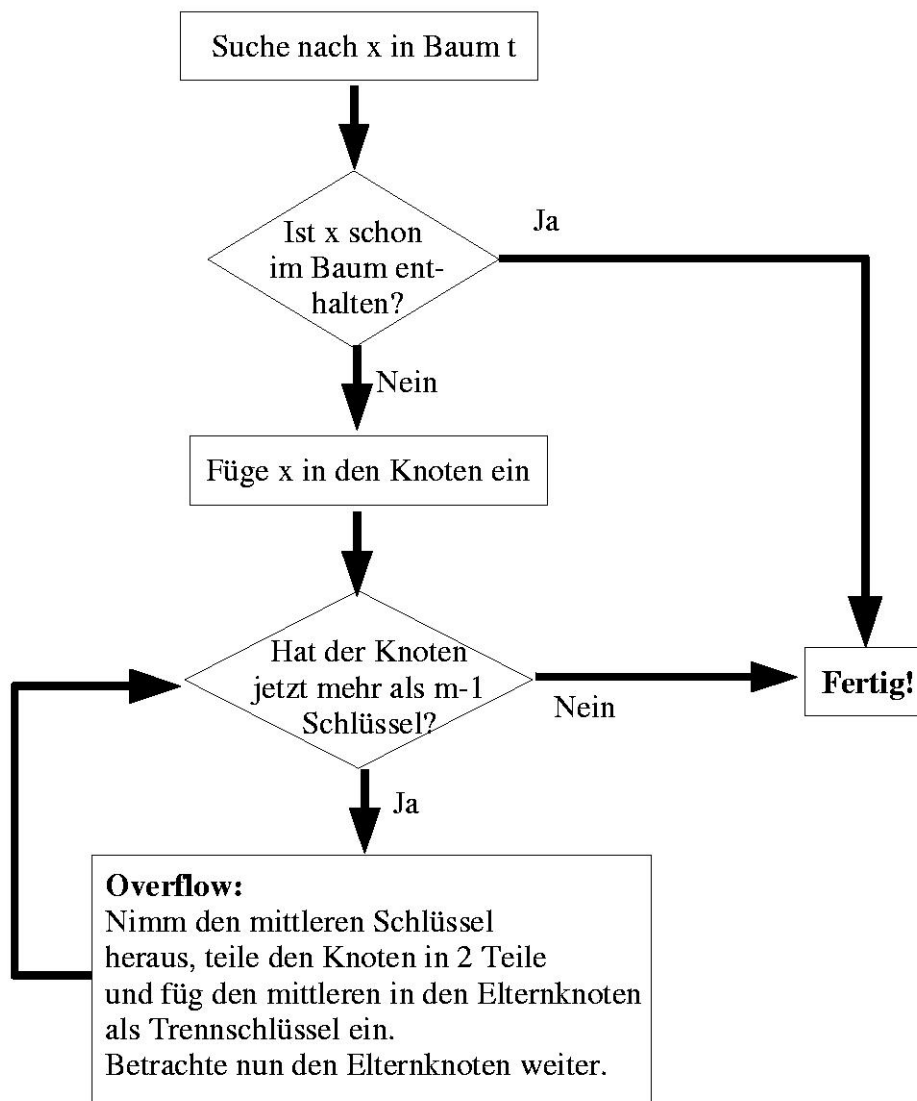 Suche nach x in Baum t
Ist x schon
im Baum ent-
halten?
Ja
Nein
Füge x in den Knoten ein
Hat der Knoten
jetzt mehr als m-1
Schlüssel?
Nein
Fertig!
Ja
Overflow:
Nimm den mittleren Schlüssel
heraus, teile den Knoten in 2 Teile
und füg den mittleren in den Elternknoten
als Trennschlüssel ein.
Betrachte nun den Elternknoten weiter.